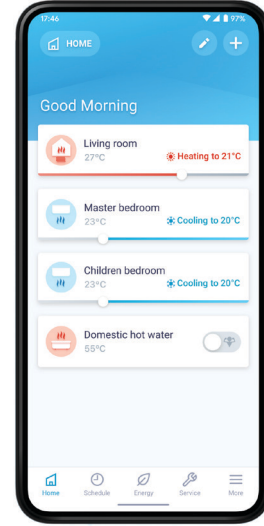 17:46 97%
HOME
Good Morning
Living room
27°C Heating to 21°C
Master bedroom
23°C Cooling to 20°C
Children bedroom
23°C Cooling to 20°C
Domestic hot water
55°C
Home Schedule Energy Service More